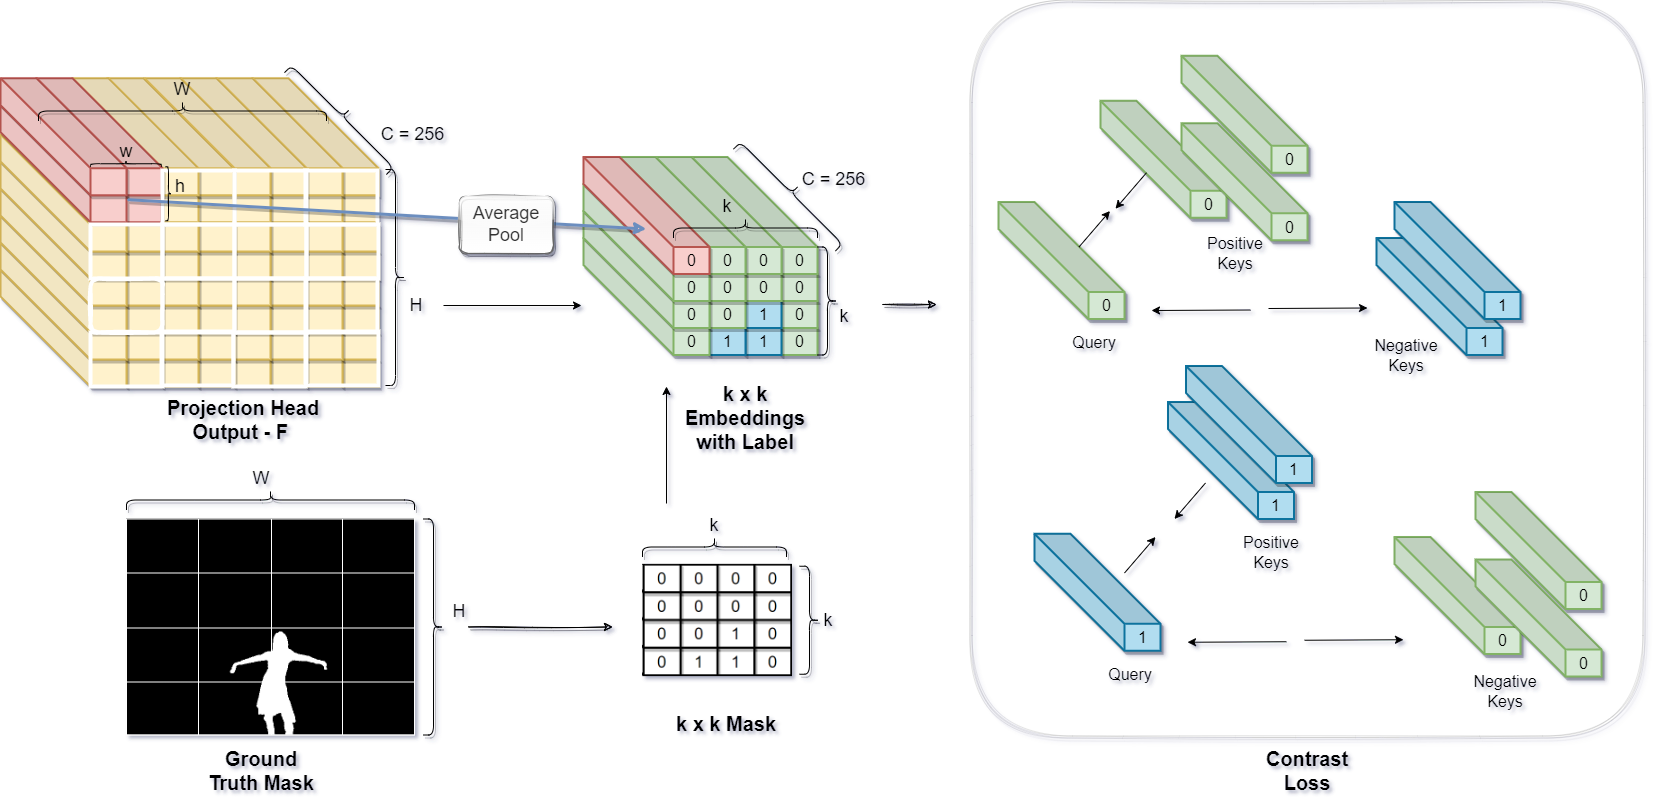 W
C = 256
w
h
H
Projection Head
Output - F
Average
Pool
C = 256
k
0 0 0 0
0 0 0 0
0 0 1 0
0 1 1 0
k
k x k
Embeddings
with Label
W
H
Ground
Truth Mask
k
0 0 0 0
0 0 0 0
0 0 1 0
0 1 1 0
k
k x k Mask
0
0
0
Positive
Keys
0
Query
1
1
Negative
Keys
1
1
Positive
Keys
1
Query
0
0
0
Negative
Keys
Contrast
Loss